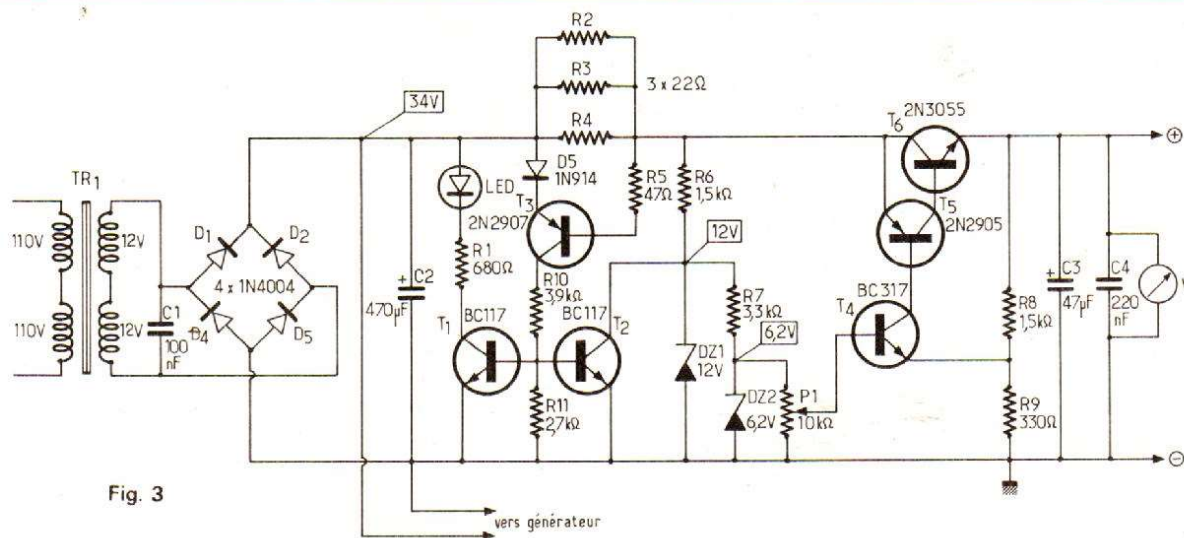 R2
R3
3 x 22Ω
R4
34V
2N3055
T6
TR1
110V
12V
110V
12V
D1
D2
4 x 1N4004
D4
D5
C1
100
nF
C2
470µF
LED
R1
680Ω
D5
1N914
T3
2N2907
R5
47Ω
R6
1,5kΩ
12V
T5
2N2905
R10
3,9kΩ
T1
BC117
BC117
T2
R11
2,7kΩ
R7
3,3kΩ
6,2V
DZ1
12V
DZ2
6,2V
P1
10kΩ
BC317
T4
R8
1,5kΩ
R9
330Ω
C3
47µF
C4
220
nF
V
+
+
+
−
Fig. 3
vers générateur